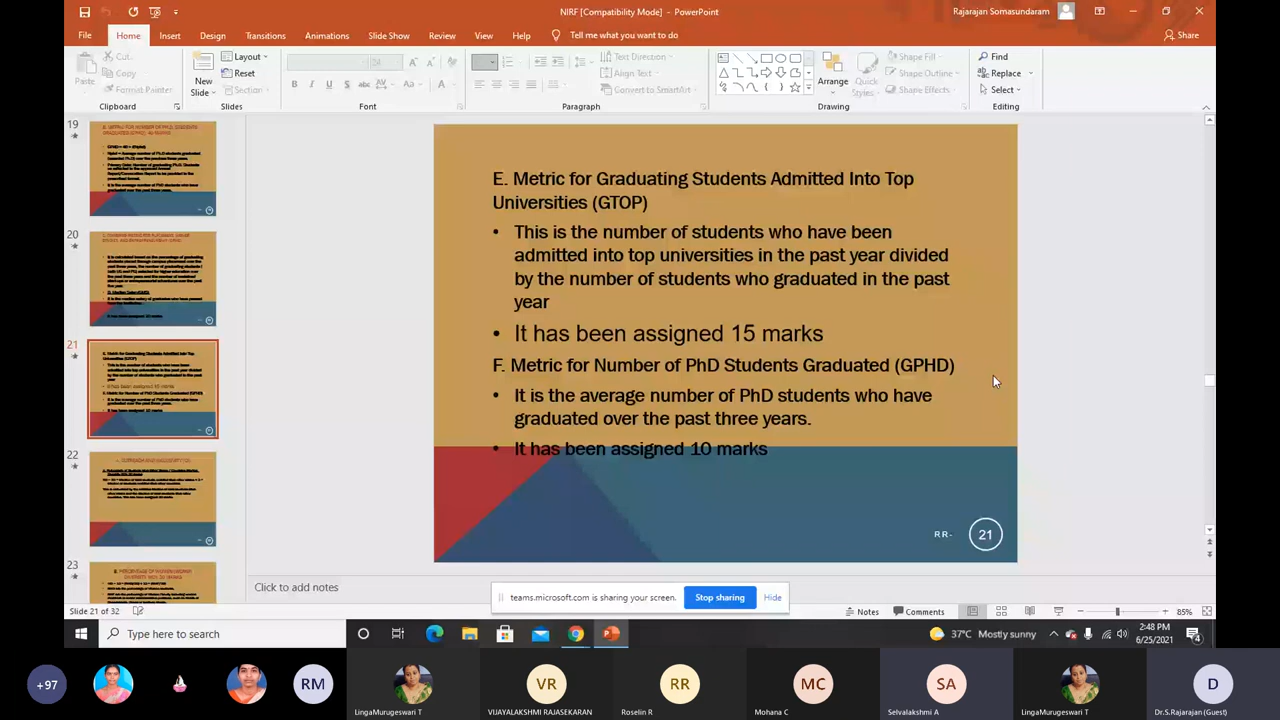 NIRF [Compatibility Mode] - PowerPoint
Rajarajan Somasundaram
File Home Insert Design Transitions Animations Slide Show Review View Help Tell me what you want to do
Share
Cut
Copy
Format Painter
Paste
Clipboard
New
Slide
Layout
Reset
Section
Slides
Font
Text Direction
Align Text
Convert to SmartArt
Paragraph
Arrange
Quick
Styles
Shape Fill
Shape Outline
Shape Effects
Drawing
Find
Replace
Select
Editing
19
20
21
22
23
E. Metric for Graduating Students Admitted Into Top
Universities (GTOP)
• This is the number of students who have been
admitted into top universities in the past year divided
by the number of students who graduated in the past
year
• It has been assigned 15 marks
F. Metric for Number of PhD Students Graduated (GPHD)
• It is the average number of PhD students who have
graduated over the past three years.
• It has been assigned 10 marks
RR- 21
Click to add notes
teams.microsoft.com is sharing your screen. Stop sharing Hide
Slide 21 of 32
Notes Comments 85%
Type here to search
37°C Mostly sunny
2:48 PM
6/25/2021
4
+97 RM VR RR MC SA D
LingaMurugeswari T VIJAYALAKSHMI RAJASEKARAN Roselin R Mohana C Selvalakshmi A LingaMurugeswari T Dr.S.Rajarajan (Guest)